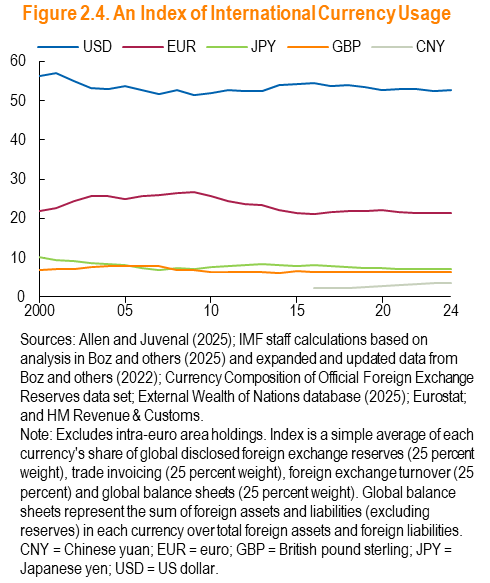 Figure 2.4. An Index of International Currency Usage
USD EUR JPY GBP CNY
60
50
40
30
20
10
0
2000 05 10 15 20 24
Sources: Allen and Juvenal (2025); IMF staff calculations based on
analysis in Boz and others (2025) and expanded and updated data from
Boz and others (2022); Currency Composition of Official Foreign Exchange
Reserves data set; External Wealth of Nations database (2025); Eurostat;
and HM Revenue & Customs.
Note: Excludes intra-euro area holdings. Index is a simple average of each
currency's share of global disclosed foreign exchange reserves (25 percent
weight), trade invoicing (25 percent weight), foreign exchange turnover (25
percent) and global balance sheets (25 percent weight). Global balance
sheets represent the sum of foreign assets and liabilities (excluding
reserves) in each currency over total foreign assets and foreign liabilities.
CNY = Chinese yuan; EUR = euro; GBP = British pound sterling; JPY =
Japanese yen; USD = US dollar.